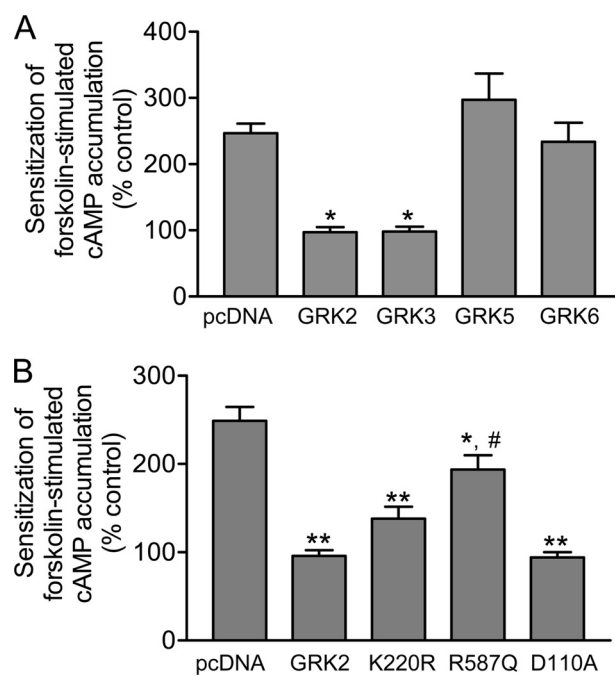 A
Sensitization of
forskolin-stimulated
cAMP accumulation
(% control)
400
300
200
100
0
*
*
pcDNA GRK2 GRK3 GRK5 GRK6
B
Sensitization of
forskolin-stimulated
cAMP accumulation
(% control)
300
200
100
0
**
**
*, #
**
pcDNA GRK2 K220R R587Q D110A